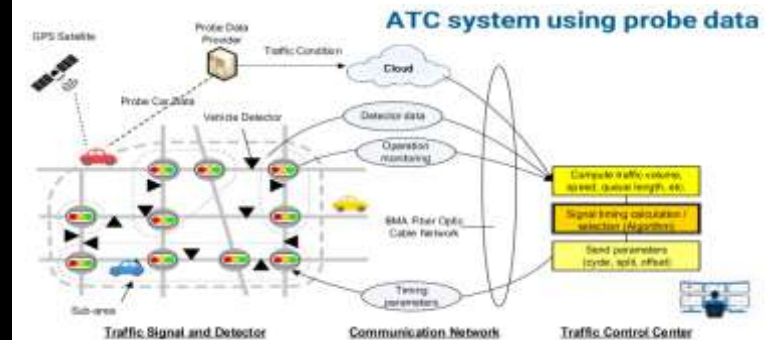 ATC system using probe data
GPS Satellite
Probe Data
Provider
Traffic Condition
Cloud
Probe Car Data
Vehicle Detector
Detector data
Operation
monitoring
Compute traffic volume,
speed, queue length, etc.
Signal timing calculation /
selection (Algorithm)
BMA Fiber Optic
Cable Network
Send parameters
(cycle, split, offset)
Timing
parameters
Sub-area
Traffic Signal and Detector
Communication Network
Traffic Control Center